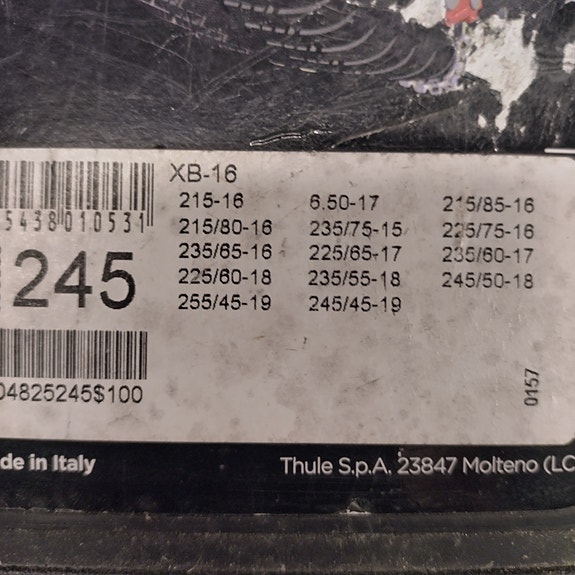 XB-16
215-16 6.50-17 215/85-16
215/80-16 235/75-15 225/75-16
235/65-16 225/65-17 235/60-17
225/60-18 235/55-18 245/50-18
255/45-19 245/45-19
5438010531
245
04825245$100
0157
de in Italy
Thule S.p.A. 23847 Molteno (LC